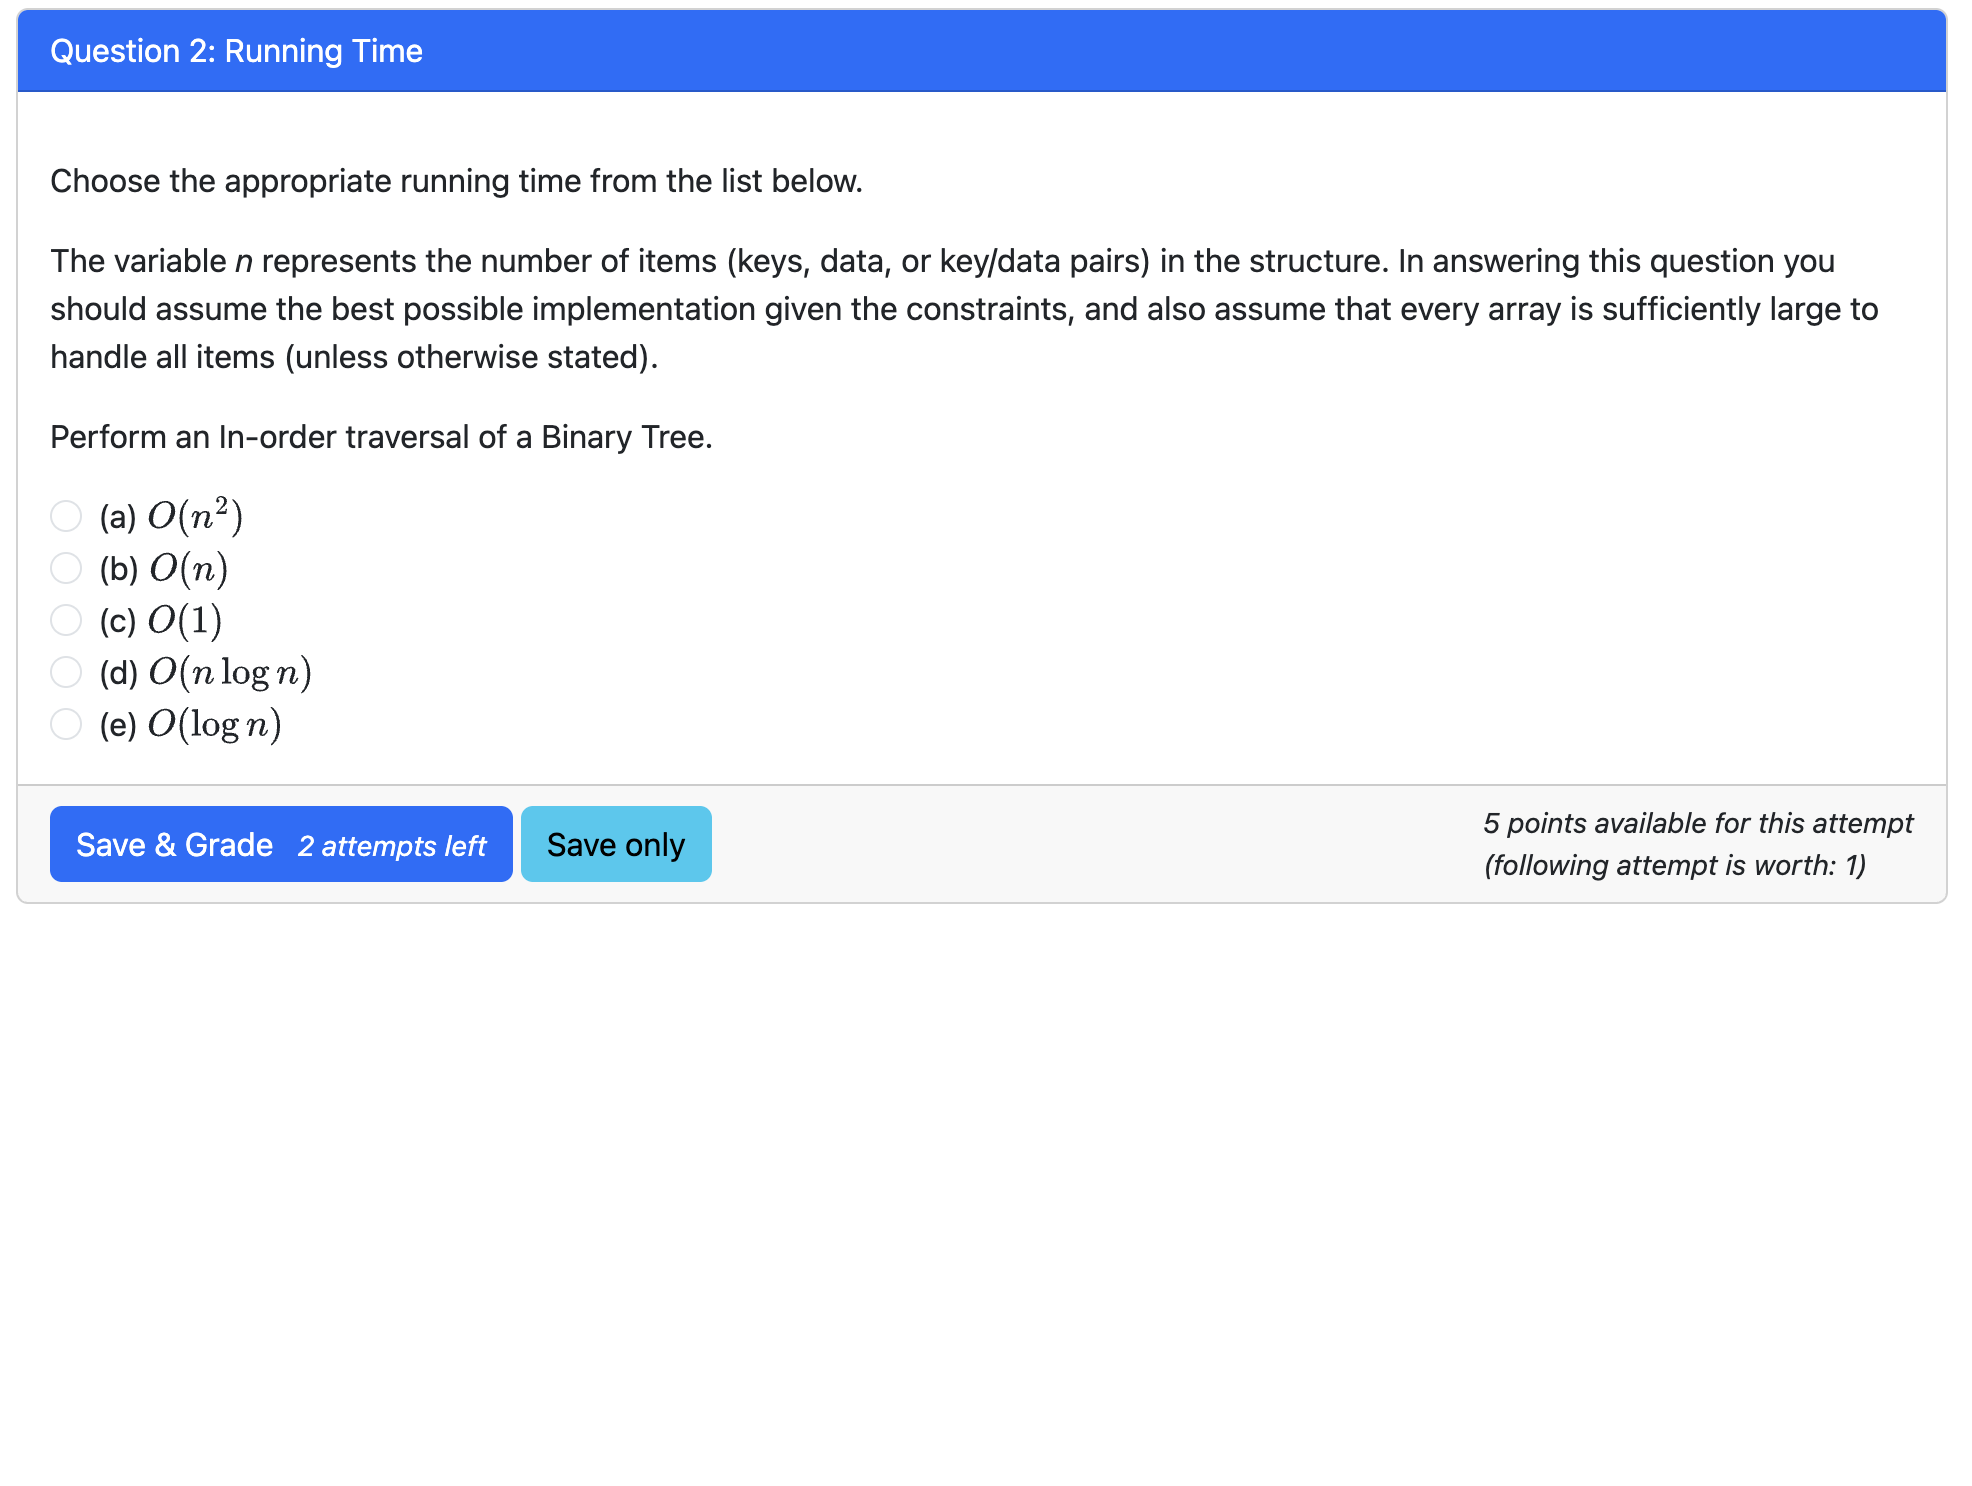 Question 2: Running Time
Choose the appropriate running time from the list below.
The variable n represents the number of items (keys, data, or key/data pairs) in the structure. In answering this question you
should assume the best possible implementation given the constraints, and also assume that every array is sufficiently large to
handle all items (unless otherwise stated).
Perform an In-order traversal of a Binary Tree.
(a) O(n²)
(b) O(n)
(c) O(1)
(d) O(n log n)
(e) O(log n)
Save & Grade 2 attempts left Save only
5 points available for this attempt
(following attempt is worth: 1)